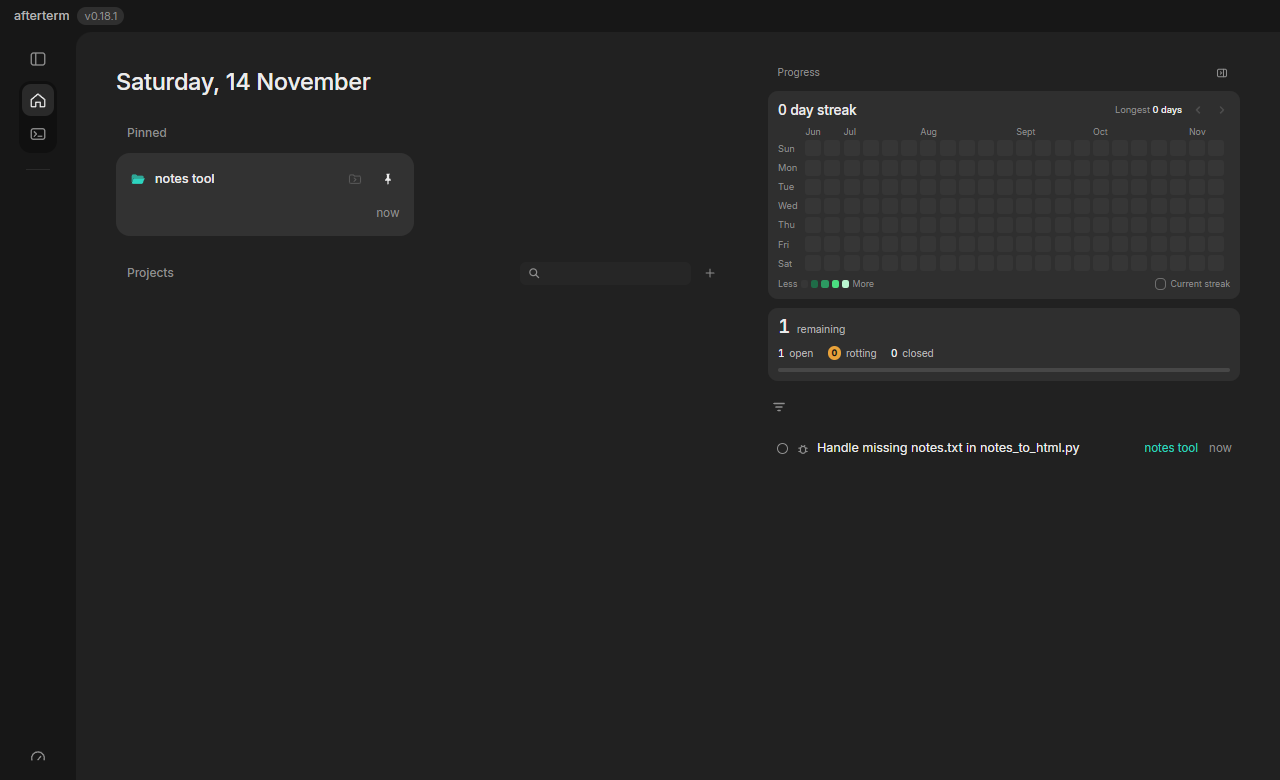 afterterm v0.18.1
Saturday, 14 November
Pinned
notes tool
now
Projects
Progress
0 day streak
Longest 0 days
Jun Jul Aug Sept Oct Nov
Sun
Mon
Tue
Wed
Thu
Fri
Sat
Less More
Current streak
1 remaining
1 open 0 rotting 0 closed
Handle missing notes.txt in notes_to_html.py notes tool now